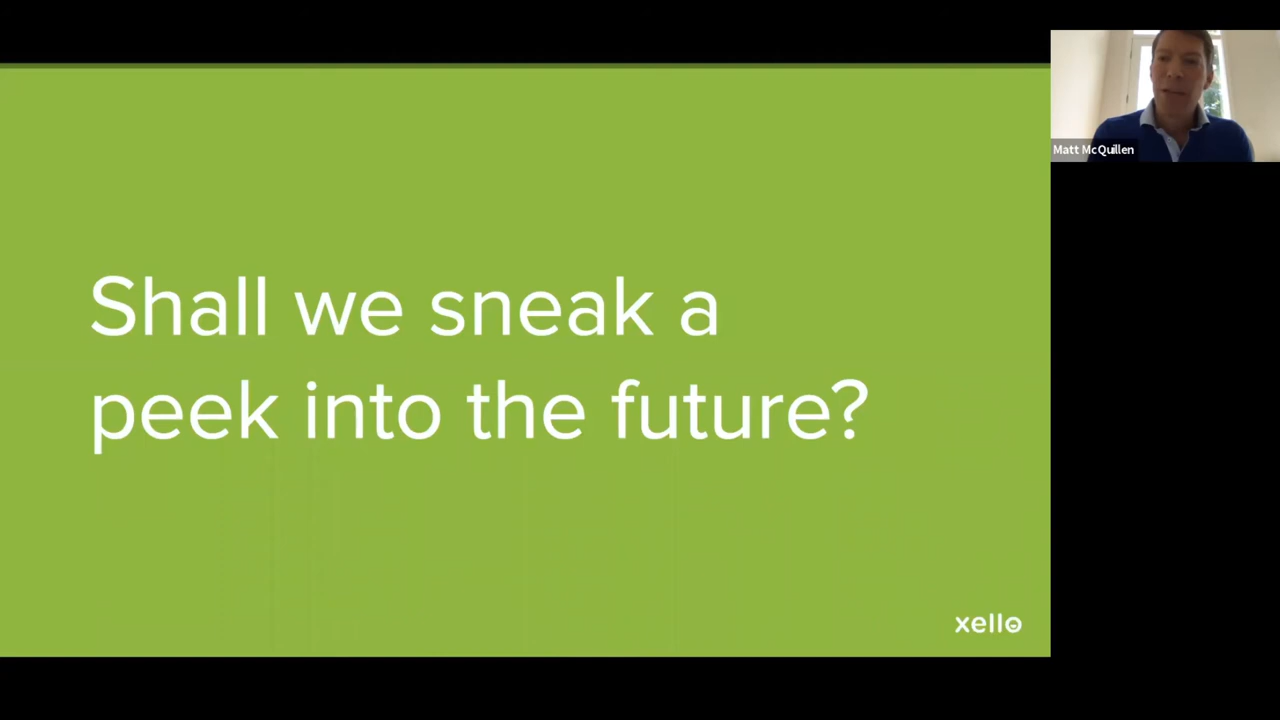 Matt McQuillen
Shall we sneak a
peek into the future?
xello